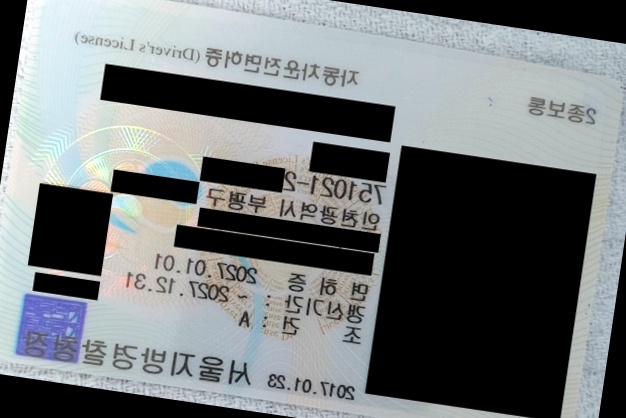 2종보통
자동차운전면허증 (Driver's License)
751021-2
인천광역시 부평구
면 허 증 2027.01.01
갱신기간 : ~ 2027.12.31
조 건 : A
2017.01.23
서울지방경찰청장